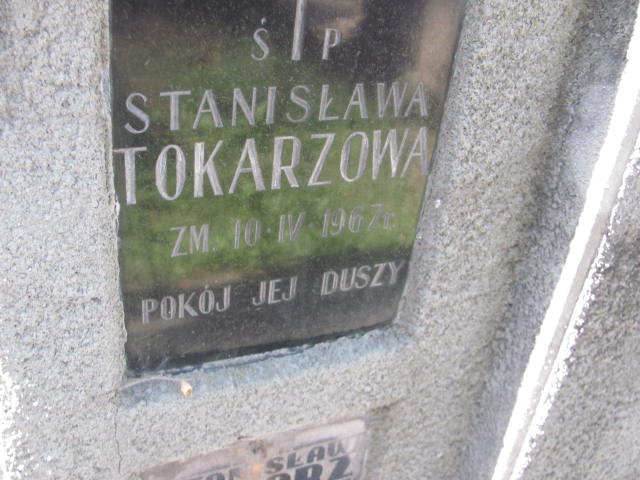 Ś P
STANISŁAWA
TOKARZOWA
ZM. 10·IV·1967r.
POKÓJ JEJ DUSZY